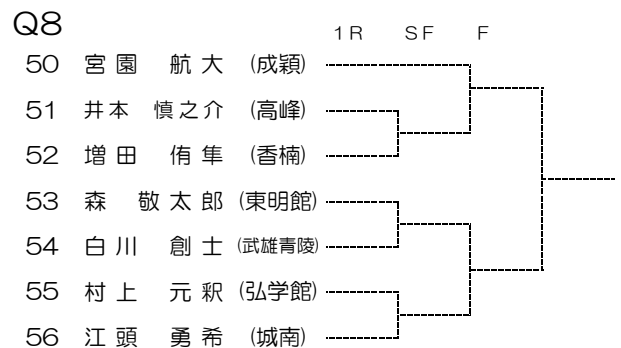 Q8
1R SF F
50 宮園 航大 (成穎)
51 井本 慎之介 (高峰)
52 増田 侑隼 (香楠)
53 森 敬太郎 (東明館)
54 白川 創士 (武雄青陵)
55 村上 元釈 (弘学館)
56 江頭 勇希 (城南)